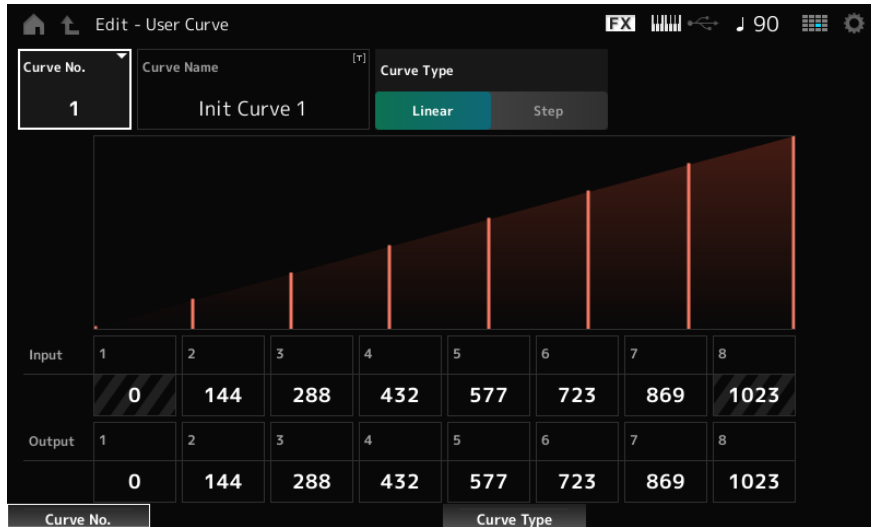 Edit - User Curve FX ♩ 90
Curve No. Curve Name [T] Curve Type
1 Init Curve 1 Linear Step
Input 1 2 3 4 5 6 7 8
0 144 288 432 577 723 869 1023
Output 1 2 3 4 5 6 7 8
0 144 288 432 577 723 869 1023
Curve No. Curve Type